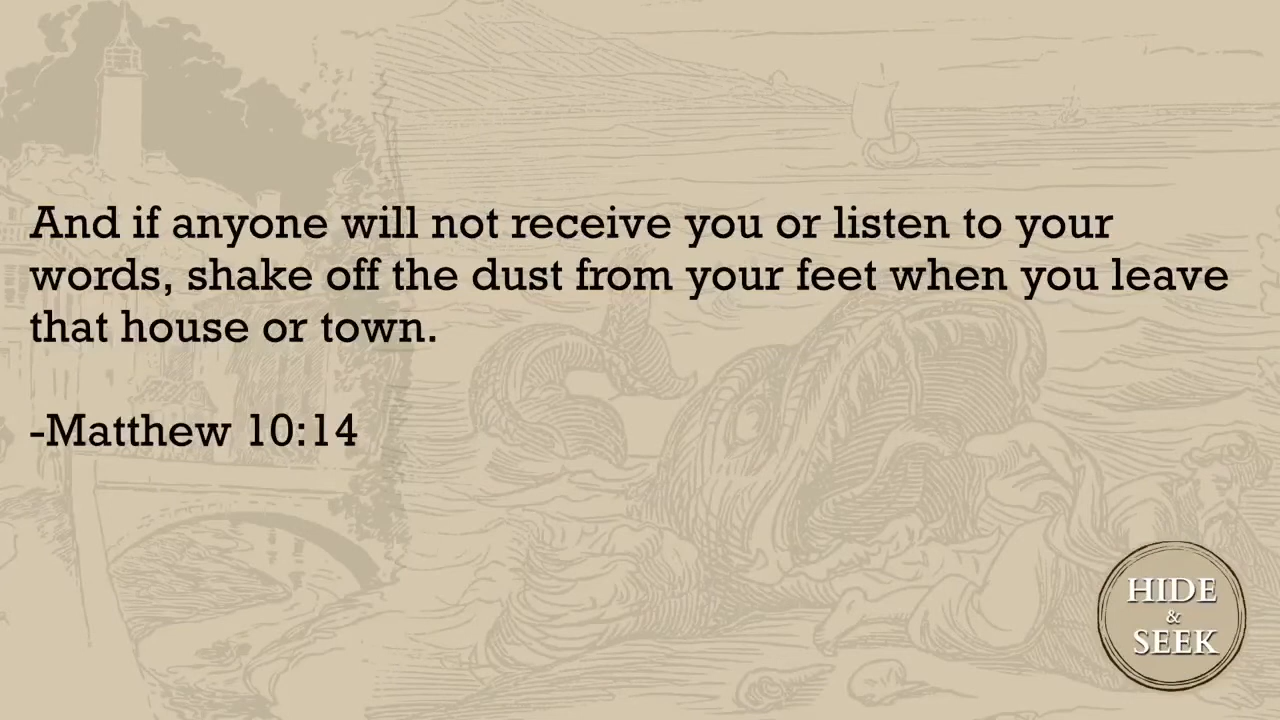 And if anyone will not receive you or listen to your
words, shake off the dust from your feet when you leave
that house or town.
-Matthew 10:14
HIDE
&
SEEK